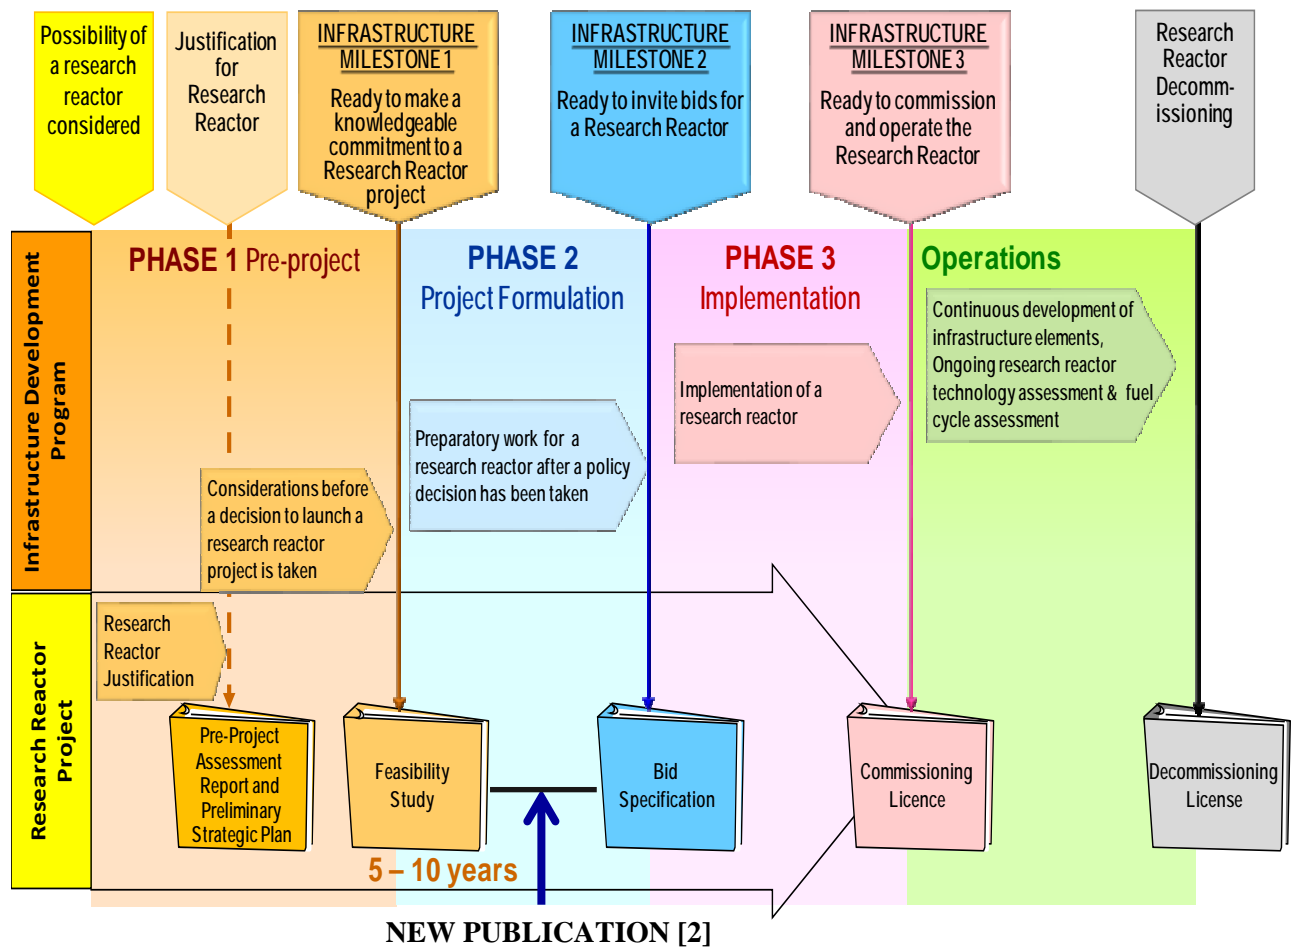 Possibility of
a research
reactor
considered
Justification
for
Research
Reactor
INFRASTRUCTURE
MILESTONE 1
Ready to make a
knowledgeable
commitment to a
Research Reactor
project
INFRASTRUCTURE
MILESTONE 2
Ready to invite bids for
a Research Reactor
INFRASTRUCTURE
MILESTONE 3
Ready to commission
and operate the
Research Reactor
Research
Reactor
Decomm-
issioning
Infrastructure Development
Program
PHASE 1 Pre-project
PHASE 2
Project Formulation
PHASE 3
Implementation
Operations
Considerations before
a decision to launch a
research reactor
project is taken
Preparatory work for a
research reactor after a policy
decision has been taken
Implementation of a
research reactor
Continuous development of
infrastructure elements,
Ongoing research reactor
technology assessment & fuel
cycle assessment
Research Reactor
Project
Research
Reactor
Justification
Pre-Project
Assessment
Report and
Preliminary
Strategic Plan
Feasibility
Study
Bid
Specification
Commissioning
Licence
Decommissioning
License
5 – 10 years
NEW PUBLICATION [2]